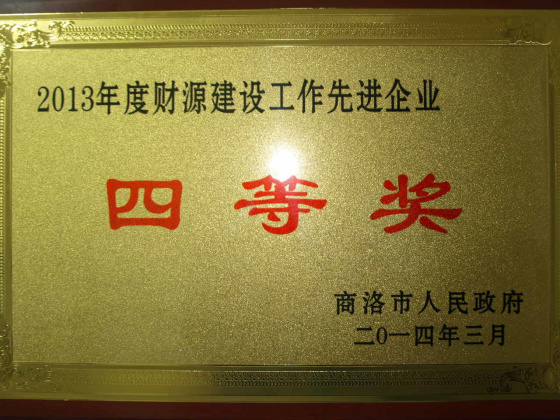 2013年度财源建设工作先进企业
四等奖
商洛市人民政府
二〇一四年三月